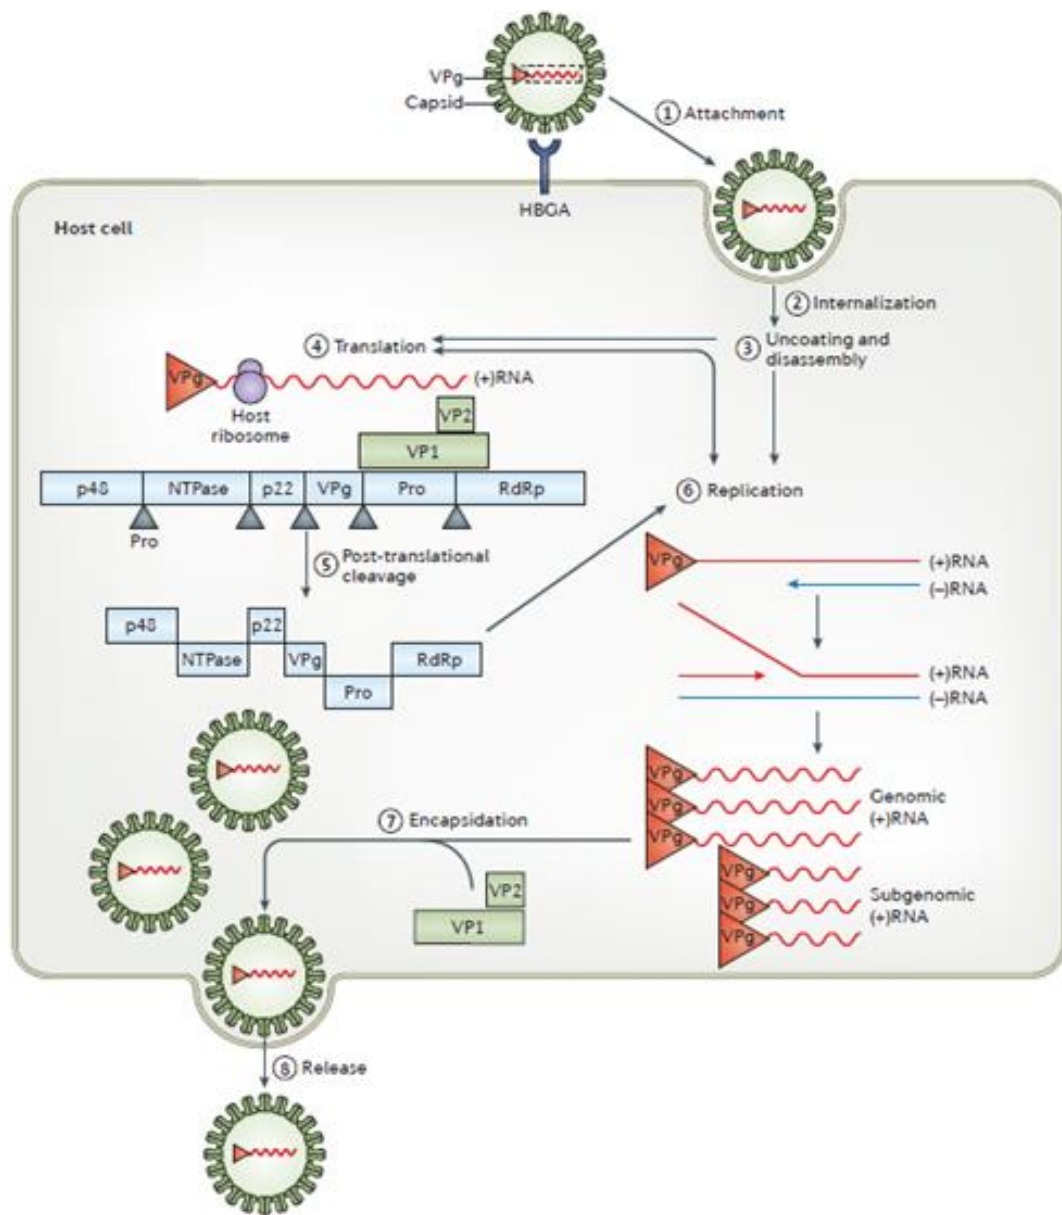 VPg
Capsid
① Attachment
HBGA
Host cell
② Internalization
③ Uncoating and
disassembly
④ Translation
VPg
(+)RNA
Host
ribosome
VP2
VP1
p48 NTPase p22 VPg Pro RdRp
Pro
⑤ Post-translational
cleavage
⑥ Replication
p48 NTPase p22 VPg Pro RdRp
VPg
(+)RNA
(–)RNA
(+)RNA
(–)RNA
VPg
VPg
VPg
Genomic
(+)RNA
VPg
VPg
VPg
Subgenomic
(+)RNA
⑦ Encapsidation
VP2
VP1
⑧ Release